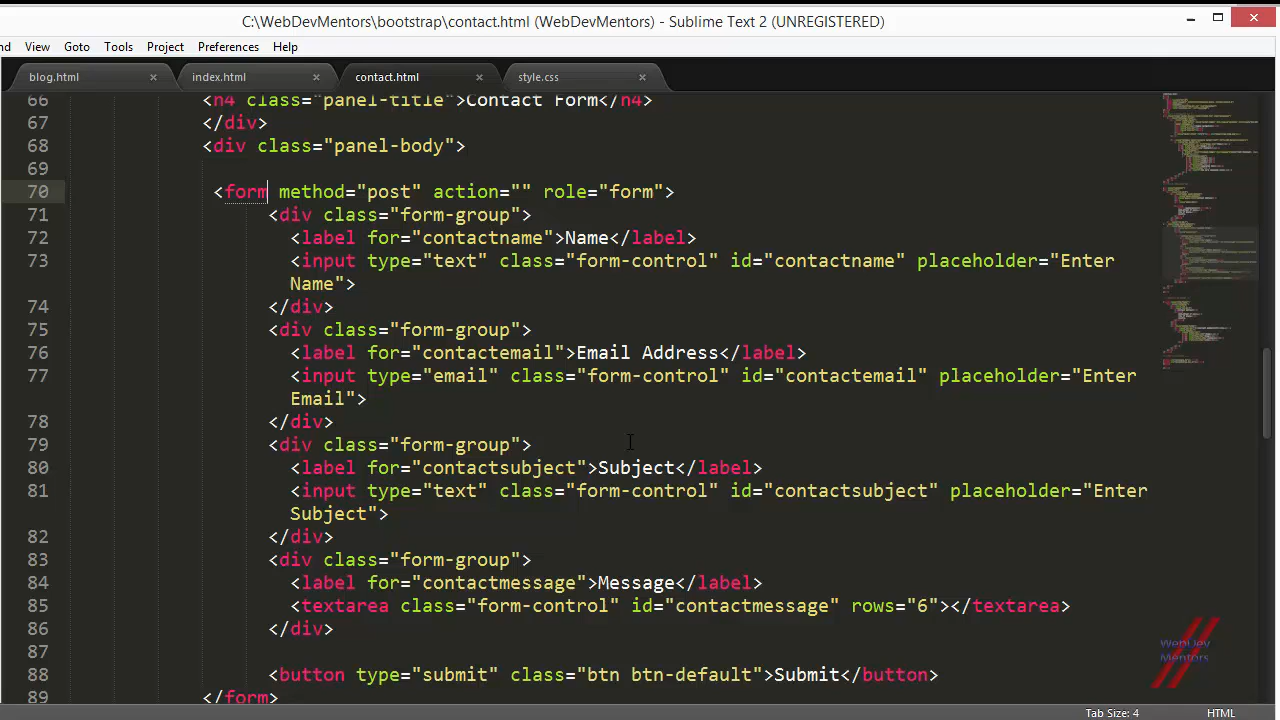 C:\WebDevMentors\bootstrap\contact.html (WebDevMentors) - Sublime Text 2 (UNREGISTERED)
nd View Goto Tools Project Preferences Help
blog.html × index.html × contact.html × style.css ×
66 <h4 class="panel-title">Contact Form</h4>
67 </div>
68 <div class="panel-body">
69
70 <form method="post" action="" role="form">
71 <div class="form-group">
72 <label for="contactname">Name</label>
73 <input type="text" class="form-control" id="contactname" placeholder="Enter
Name">
74 </div>
75 <div class="form-group">
76 <label for="contactemail">Email Address</label>
77 <input type="email" class="form-control" id="contactemail" placeholder="Enter
Email">
78 </div>
79 <div class="form-group">
80 <label for="contactsubject">Subject</label>
81 <input type="text" class="form-control" id="contactsubject" placeholder="Enter
Subject">
82 </div>
83 <div class="form-group">
84 <label for="contactmessage">Message</label>
85 <textarea class="form-control" id="contactmessage" rows="6"></textarea>
86 </div>
87
88 <button type="submit" class="btn btn-default">Submit</button>
89 </form>
WebDev
Mentors
Tab Size: 4 HTML